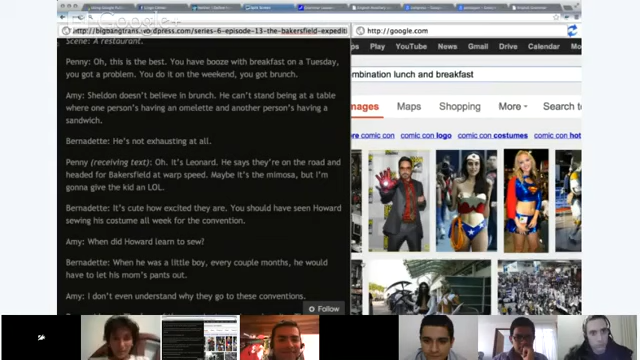 Google+
http://bigbangtrans.wordpress.com/series-6-episode-13-the-bakersfield-expediti
http://google.com
Scene: A restaurant.
Penny: Oh, this is the best. You have booze with breakfast on a Tuesday,
you got a problem. You do it on the weekend, you got brunch.
Amy: Sheldon doesn't believe in brunch. He can't stand being at a table
where one person's having an omelette and another person's having a
sandwich.
Bernadette: He's not exhausting at all.
Penny (receiving text): Oh. It's Leonard. He says they're on the road and
headed for Bakersfield at warp speed. Maybe it's the mimosa, but I'm
gonna give the kid an LOL.
Bernadette: It's cute how excited they are. You should have seen Howard
sewing his costume all week for the convention.
Amy: When did Howard learn to sew?
Bernadette: When he was a little boy, every couple months, he would
have to let his mom's pants out.
Amy: I don't even understand why they go to these conventions.
Follow
Play YouTube News Gmail Drive Calendar
mbination lunch and breakfast
mages Maps Shopping More Search to
comic con comic con logo comic con costumes comic con hot